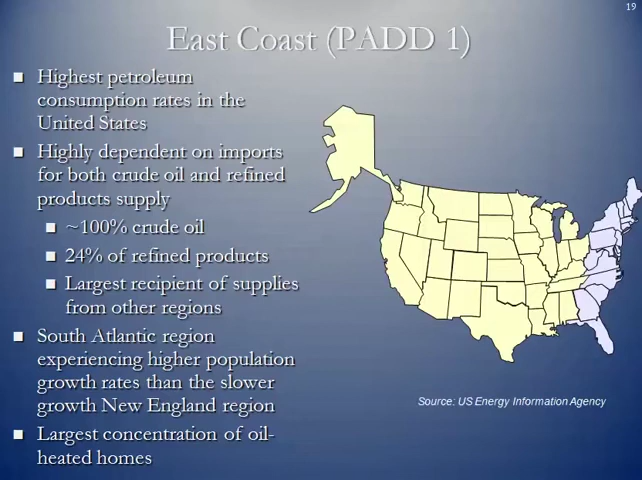 19
East Coast (PADD 1)
Highest petroleum
consumption rates in the
United States
Highly dependent on imports
for both crude oil and refined
products supply
~100% crude oil
24% of refined products
Largest recipient of supplies
from other regions
South Atlantic region
experiencing higher population
growth rates than the slower
growth New England region
Largest concentration of oil-
heated homes
Source: US Energy Information Agency